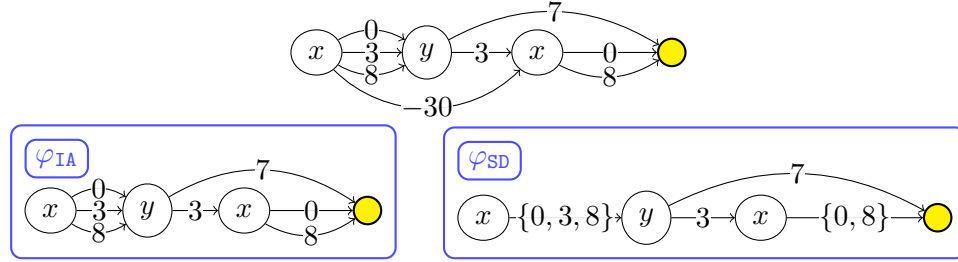 7
0
x 3 y 3 x 0
8 8
−30
φIA
φSD
7 7
0
x 3 y 3 x 0
8 8
x {0, 3, 8} y 3 x {0, 8}